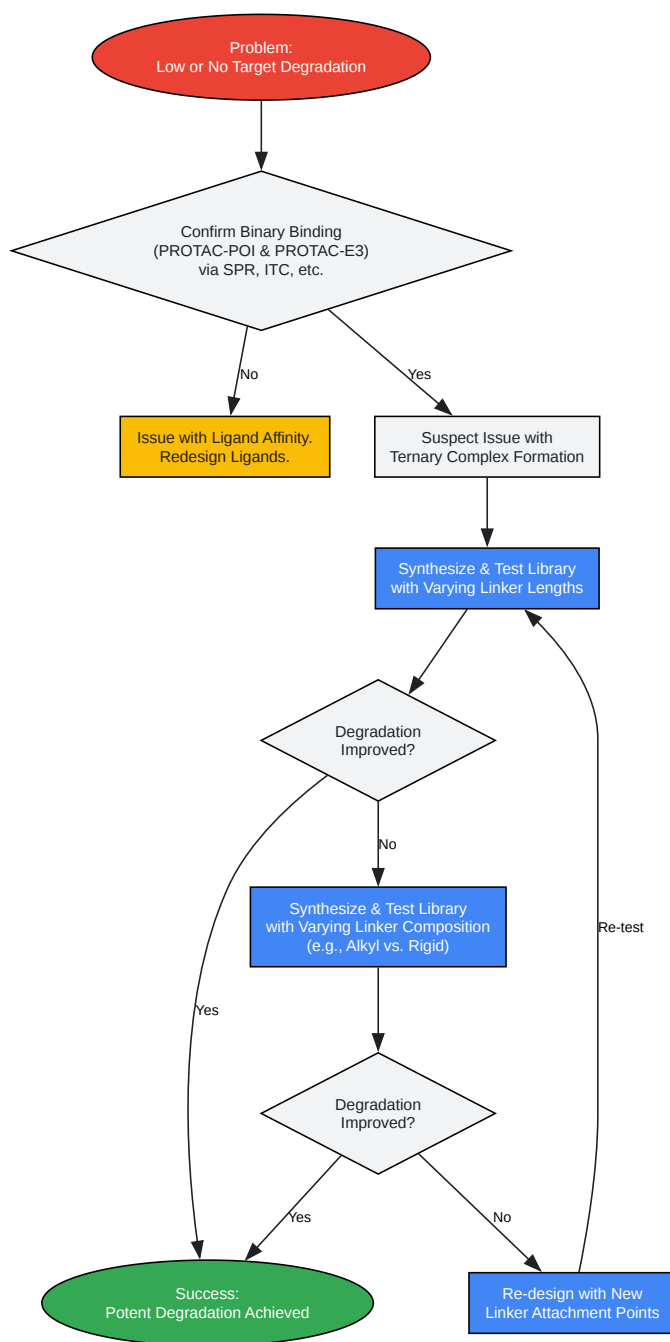 Problem:
Low or No Target Degradation
Confirm Binary Binding
(PROTAC-POI & PROTAC-E3)
via SPR, ITC, etc.
No
Yes
Issue with Ligand Affinity.
Redesign Ligands.
Suspect Issue with
Ternary Complex Formation
Synthesize & Test Library
with Varying Linker Lengths
Degradation
Improved?
No
Synthesize & Test Library
with Varying Linker Composition
(e.g., Alkyl vs. Rigid)
Re-test
Yes
Degradation
Improved?
Yes
No
Success:
Potent Degradation Achieved
Re-design with New
Linker Attachment Points